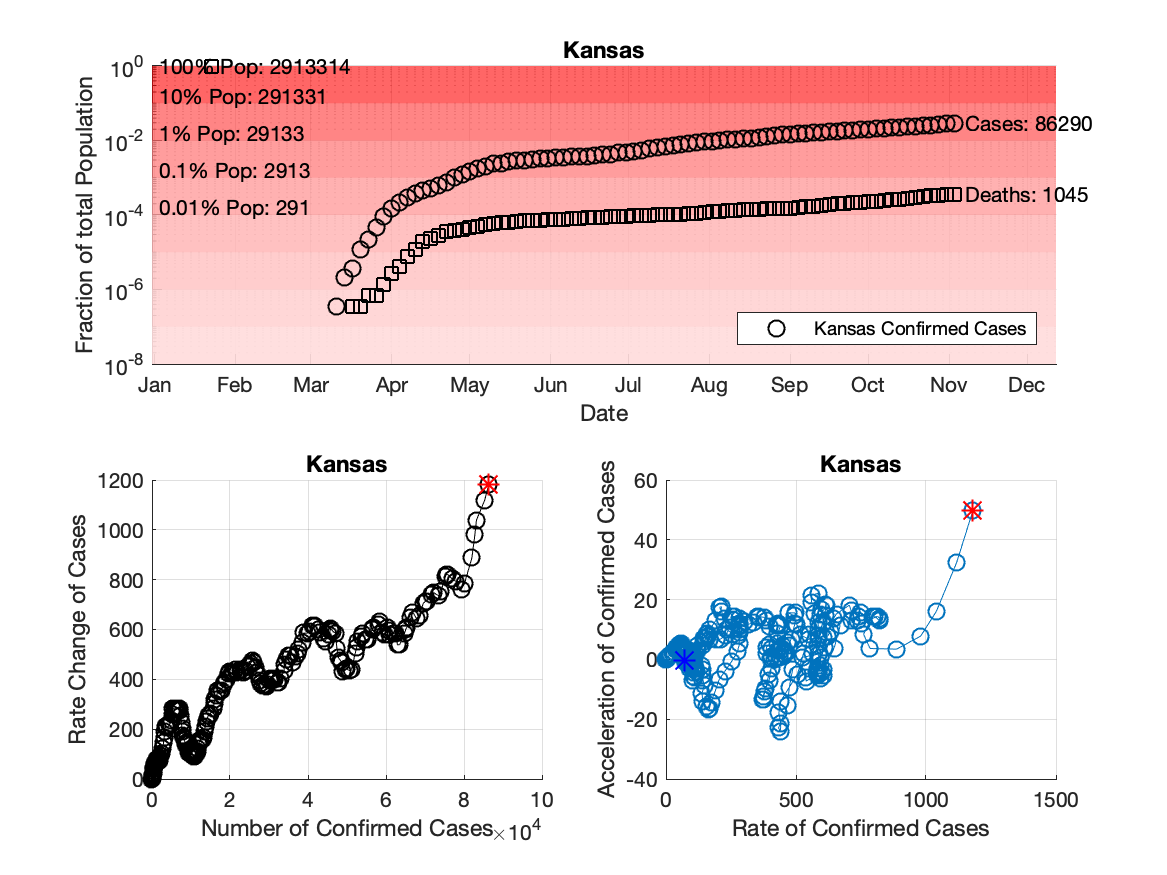 Kansas
10^0
10^-2
10^-4
10^-6
10^-8
Fraction of total Population
100% Pop: 2913314
10% Pop: 291331
1% Pop: 29133
0.1% Pop: 2913
0.01% Pop: 291
Cases: 86290
Deaths: 1045
Kansas Confirmed Cases
Jan Feb Mar Apr May Jun Jul Aug Sep Oct Nov Dec
Date
Kansas
1200
1000
800
600
400
200
0
Rate Change of Cases
0 2 4 6 8 10
Number of Confirmed Cases ×10^4
Kansas
60
40
20
0
-20
-40
Acceleration of Confirmed Cases
0 500 1000 1500
Rate of Confirmed Cases